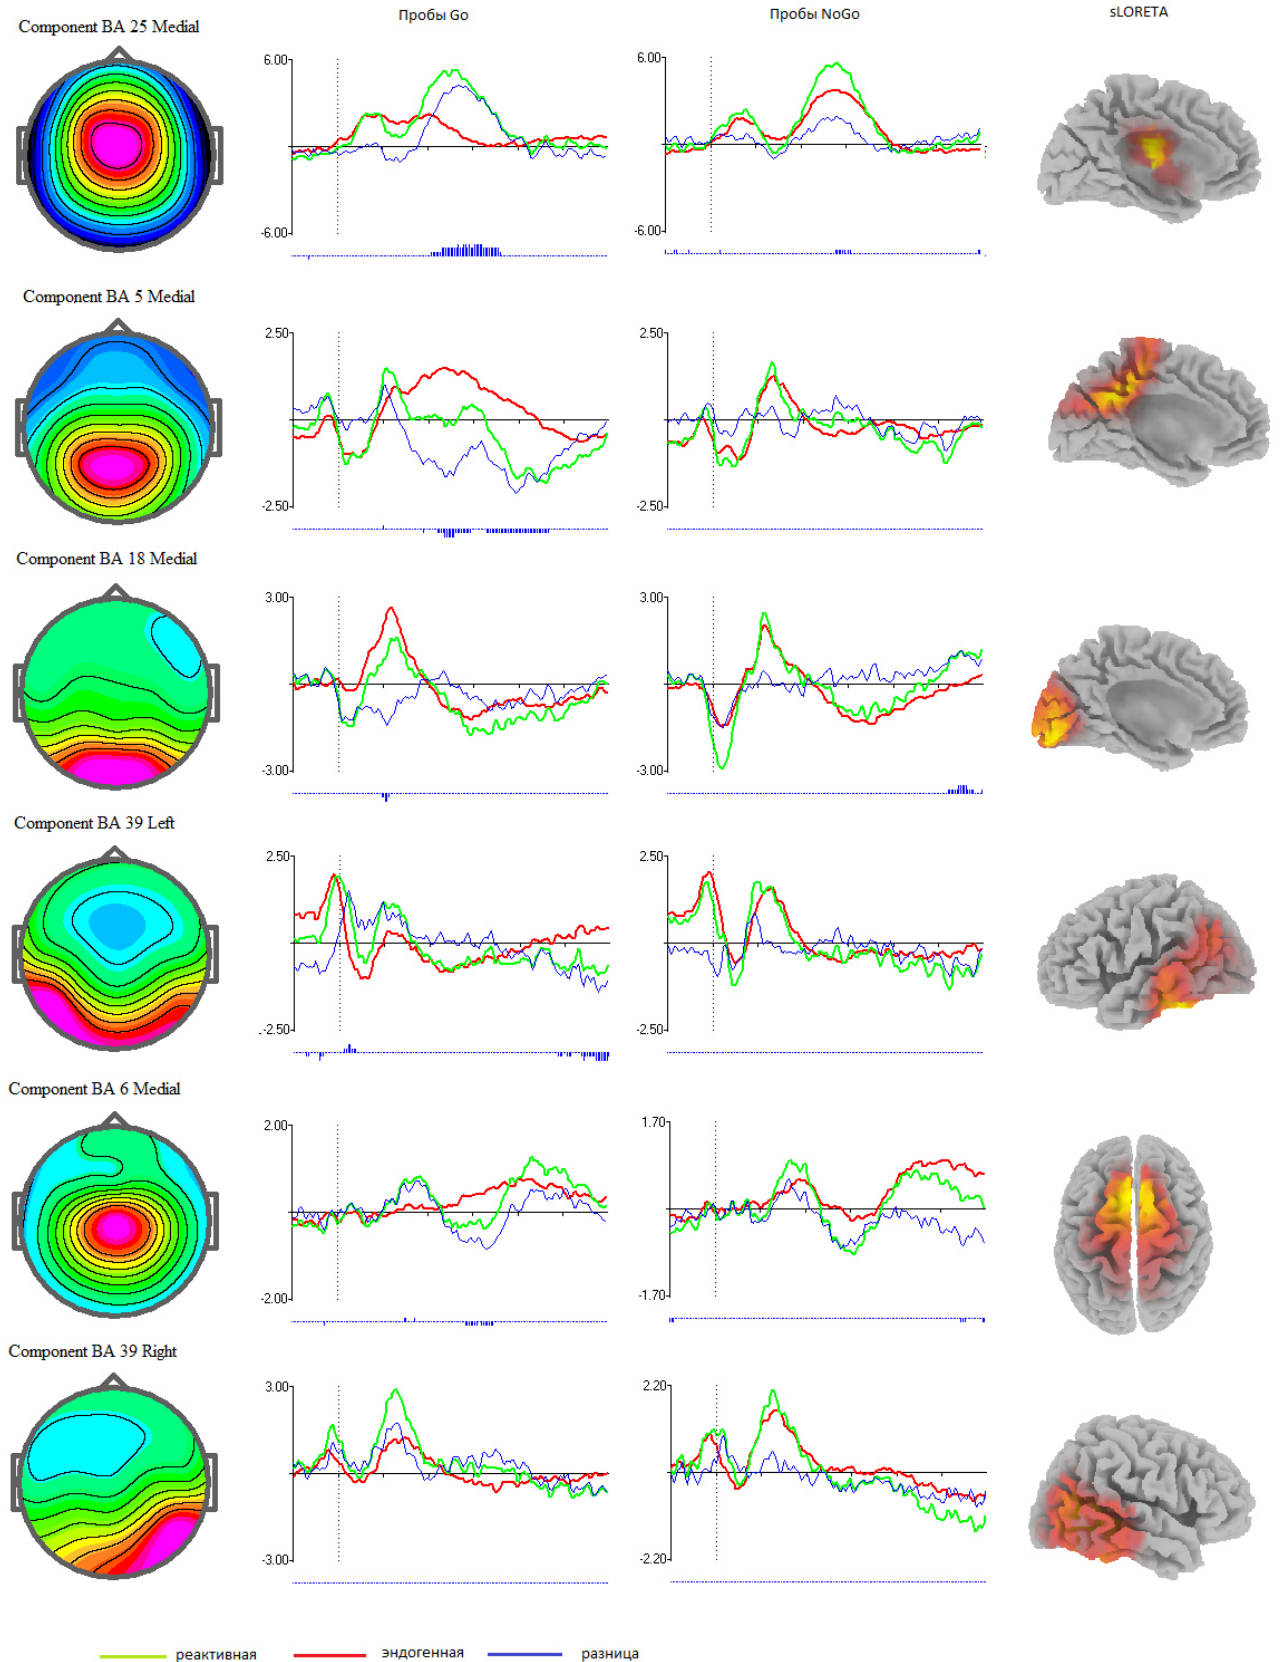 Пробы Go
Пробы NoGo
sLORETA
Component BA 25 Medial
6.00
-6.00
6.00
-6.00
Component BA 5 Medial
2.50
-2.50
2.50
-2.50
Component BA 18 Medial
3.00
-3.00
3.00
-3.00
Component BA 39 Left
2.50
-2.50
2.50
-2.50
Component BA 6 Medial
2.00
-2.00
1.70
-1.70
Component BA 39 Right
3.00
-3.00
2.20
-2.20
реактивная
эндогенная
разница